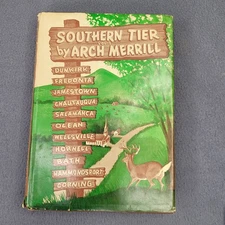 SOUTHERN TIER
by ARCH MERRILL
DUNKIRK
FREDONIA
JAMESTOWN
CHAUTAUQUA
SALAMANCA
OLEAN
WELLSVILLE
HORNELL
BATH
HAMMONDSPORT
CORNING